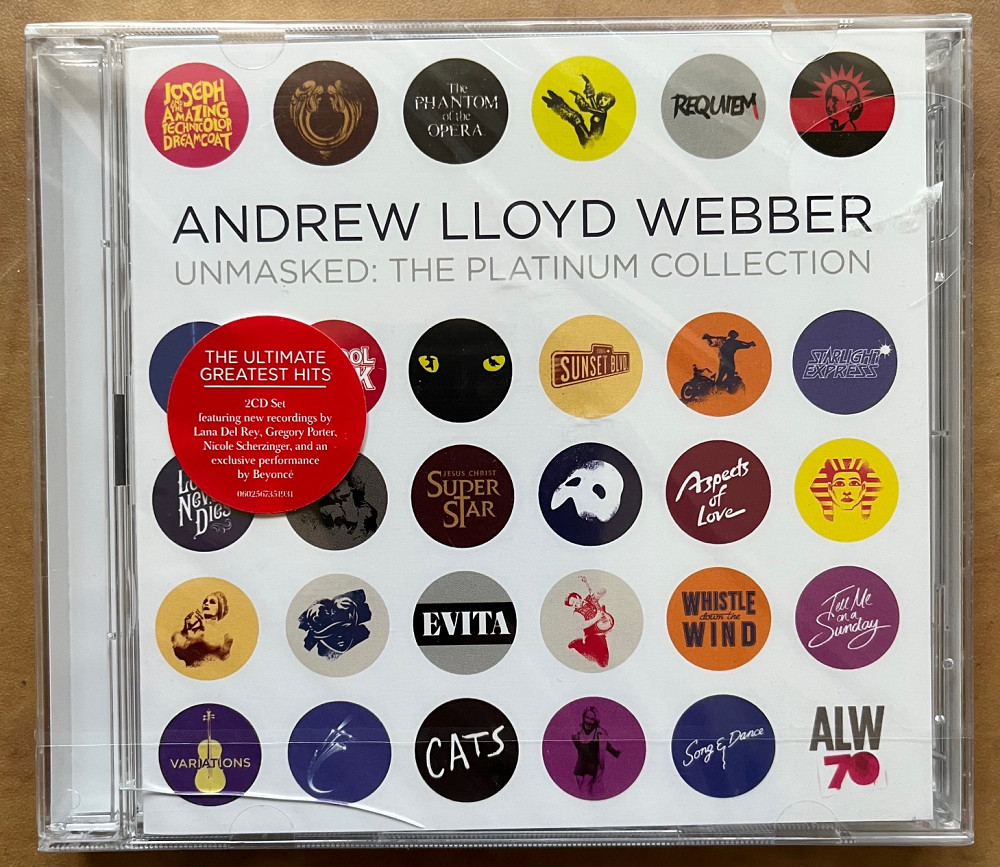 JOSEPH
AND THE
AMAZING
TECHNICOLOR
DREAMCOAT
The
PHANTOM
of the
OPERA
REQUIEM
ANDREW LLOYD WEBBER
UNMASKED: THE PLATINUM COLLECTION
THE ULTIMATE
GREATEST HITS
2CD Set
featuring new recordings by
Lana Del Rey, Gregory Porter,
Nicole Scherzinger, and an
exclusive performance
by Beyoncé
0602567351931
SUNSET BLVD.
STARLIGHT
EXPRESS
JESUS CHRIST
SUPER
STAR
Aspects
of
Love
Dies
EVITA
WHISTLE
down the
WIND
Tell Me
on a
Sunday
VARIATIONS
CATS
Song & Dance
ALW
70